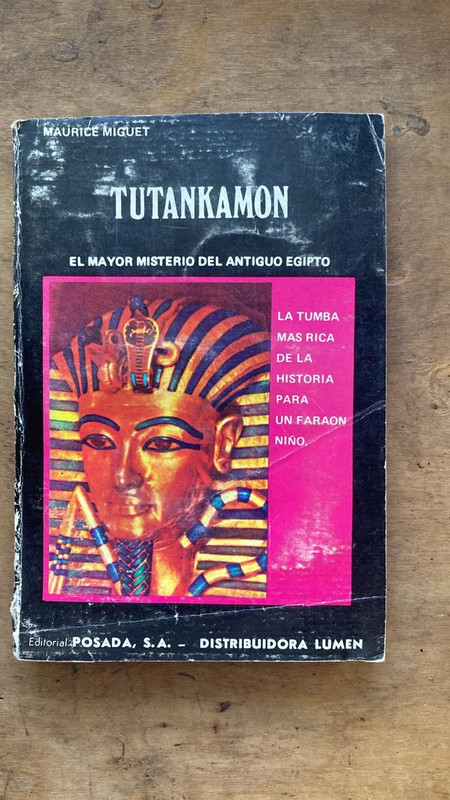 MAURICE MIGUET
TUTANKAMON
EL MAYOR MISTERIO DEL ANTIGUO EGIPTO
LA TUMBA
MAS RICA
DE LA
HISTORIA
PARA
UN FARAON
NIÑO.
Editorial POSADA, S.A. – DISTRIBUIDORA LUMEN